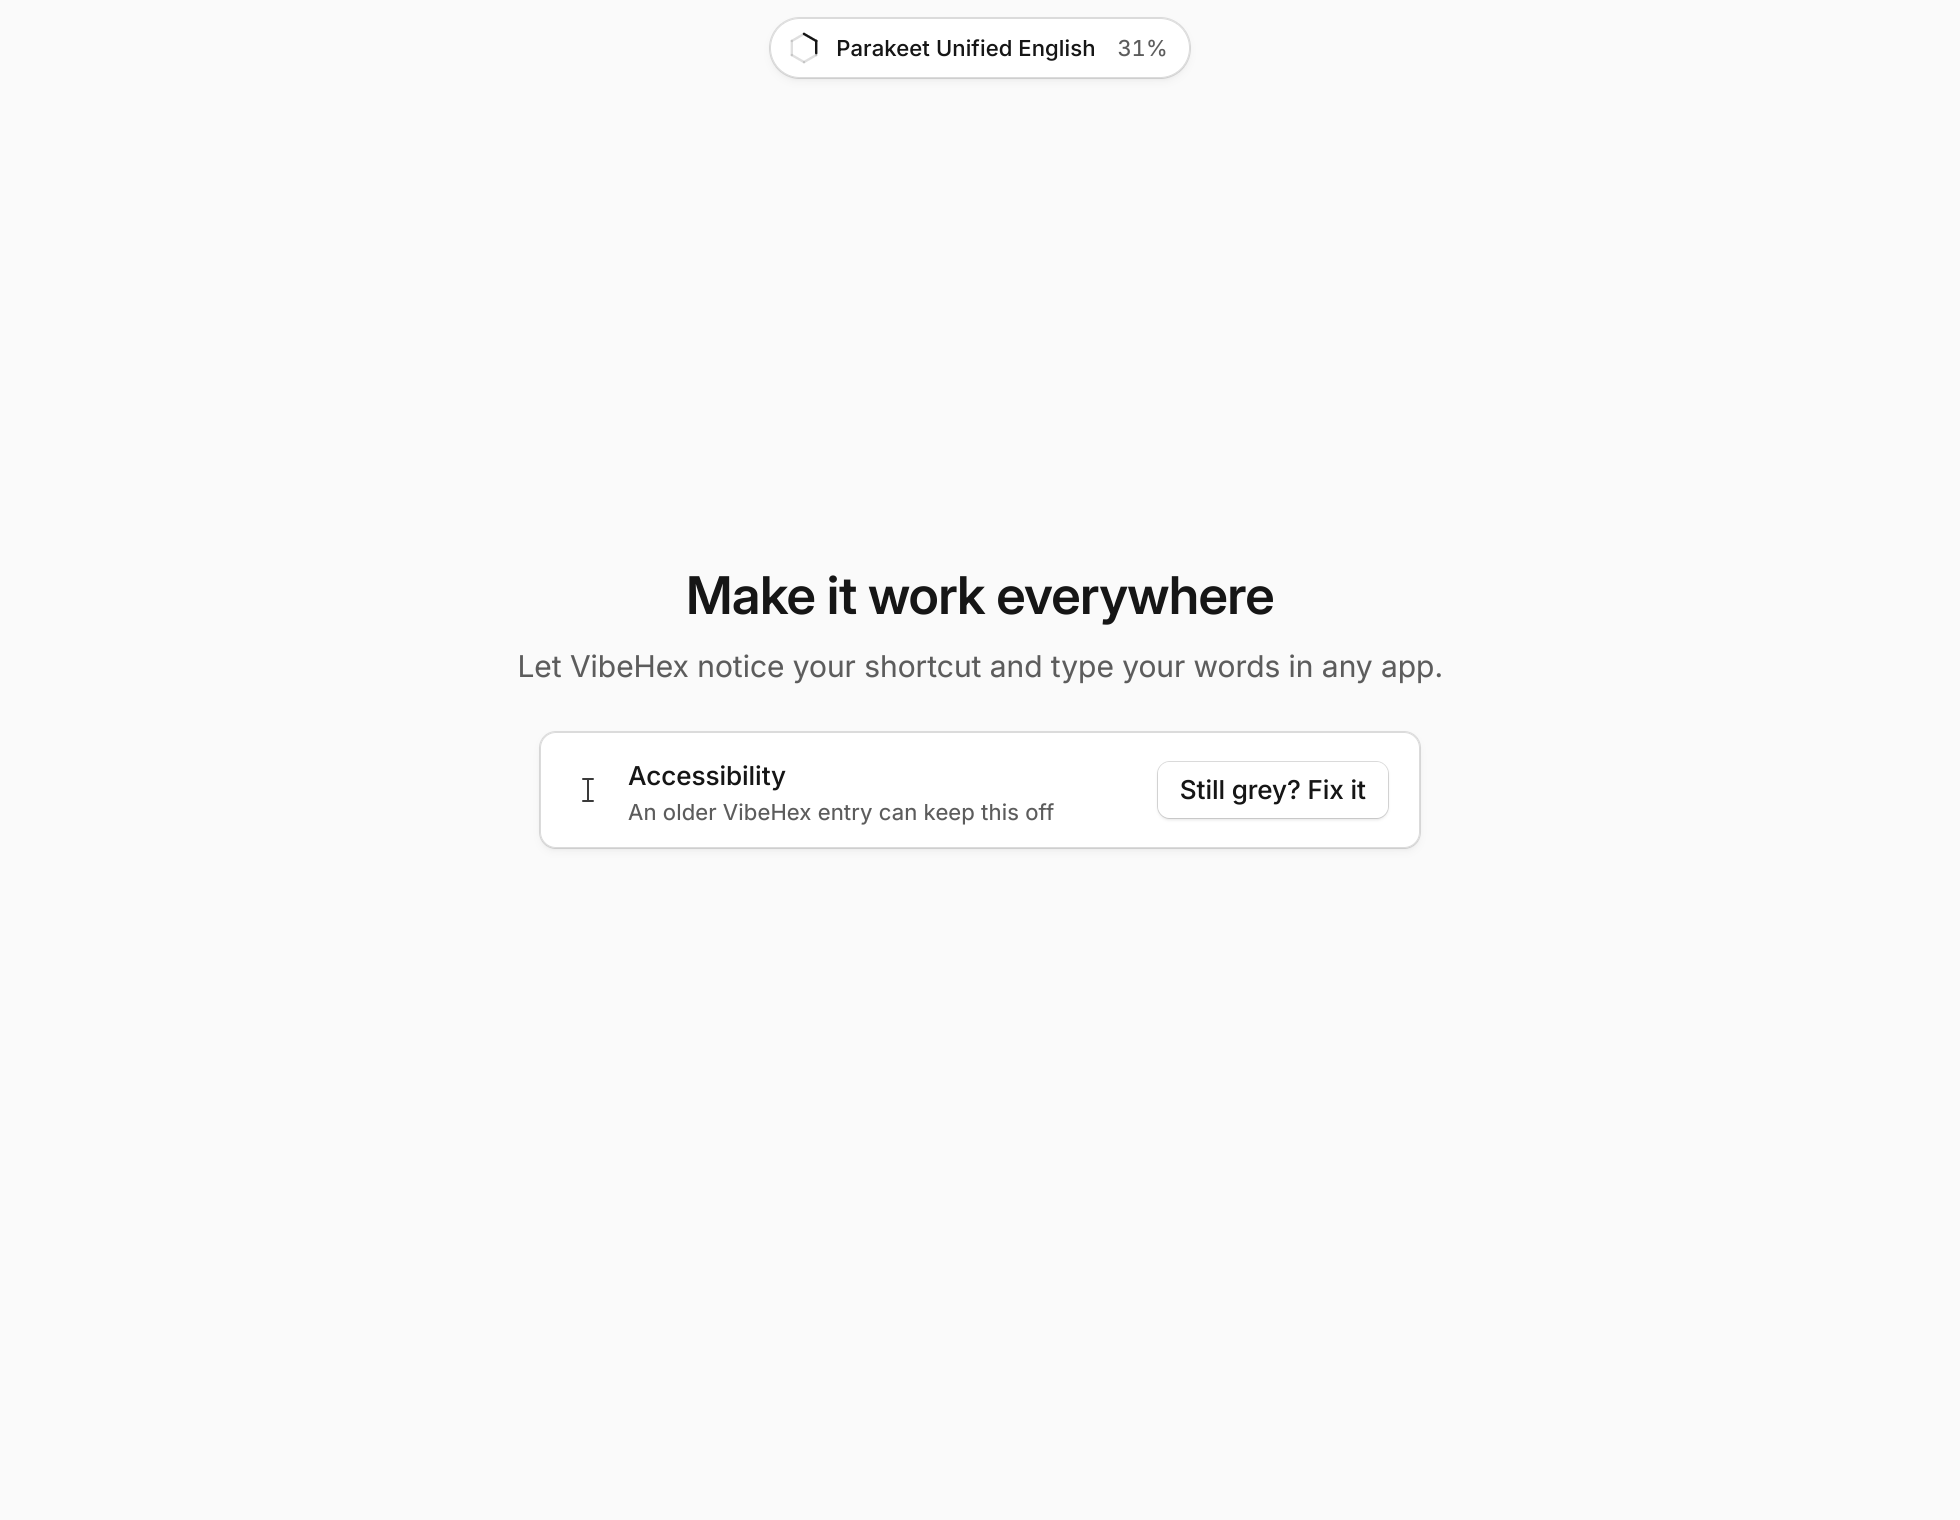 Parakeet Unified English 31%
Make it work everywhere
Let VibeHex notice your shortcut and type your words in any app.
Accessibility
An older VibeHex entry can keep this off
Still grey? Fix it